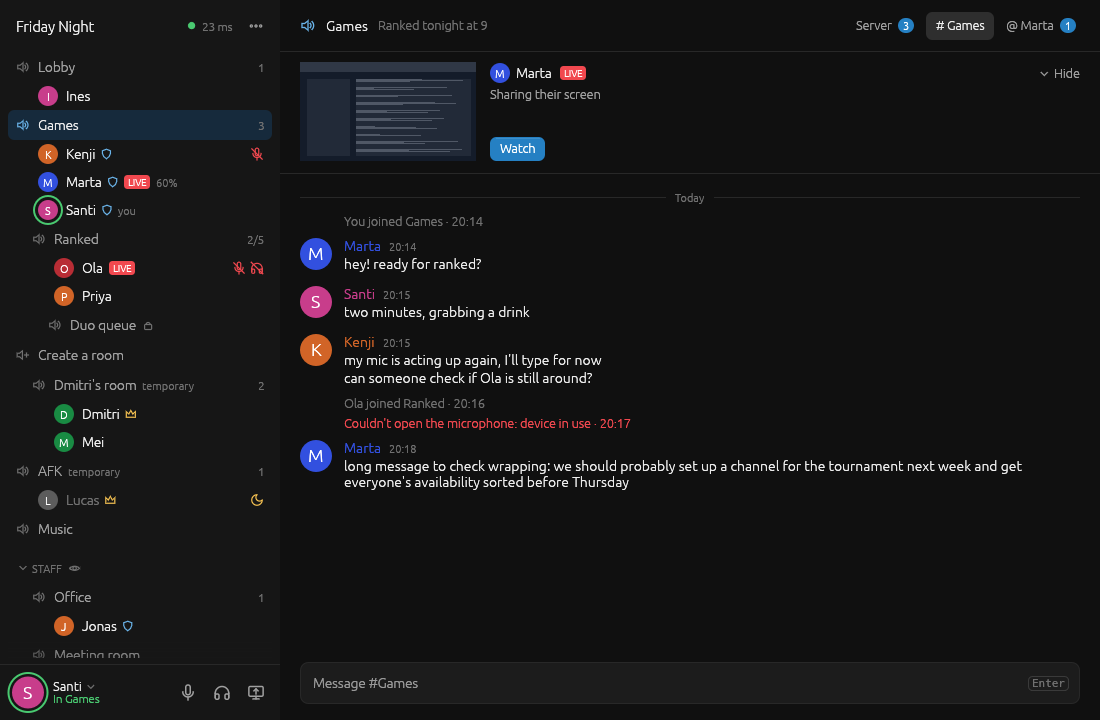 Friday Night
23 ms
Lobby
1
I
Ines
Games
3
K
Kenji
M
Marta
LIVE
60%
S
Santi
you
Ranked
2/5
O
Ola
LIVE
P
Priya
Duo queue
Create a room
Dmitri's room
temporary
2
D
Dmitri
M
Mei
AFK
temporary
1
L
Lucas
Music
STAFF
Office
1
J
Jonas
Meeting room
S
Santi
In Games
Games
Ranked tonight at 9
Server
3
# Games
@ Marta
1
M
Marta
LIVE
Hide
Sharing their screen
Watch
Today
You joined Games · 20:14
M
Marta 20:14
hey! ready for ranked?
S
Santi 20:15
two minutes, grabbing a drink
K
Kenji 20:15
my mic is acting up again, I'll type for now
can someone check if Ola is still around?
Ola joined Ranked · 20:16
Couldn't open the microphone: device in use · 20:17
M
Marta 20:18
long message to check wrapping: we should probably set up a channel for the tournament next week and get
everyone's availability sorted before Thursday
Message #Games
Enter